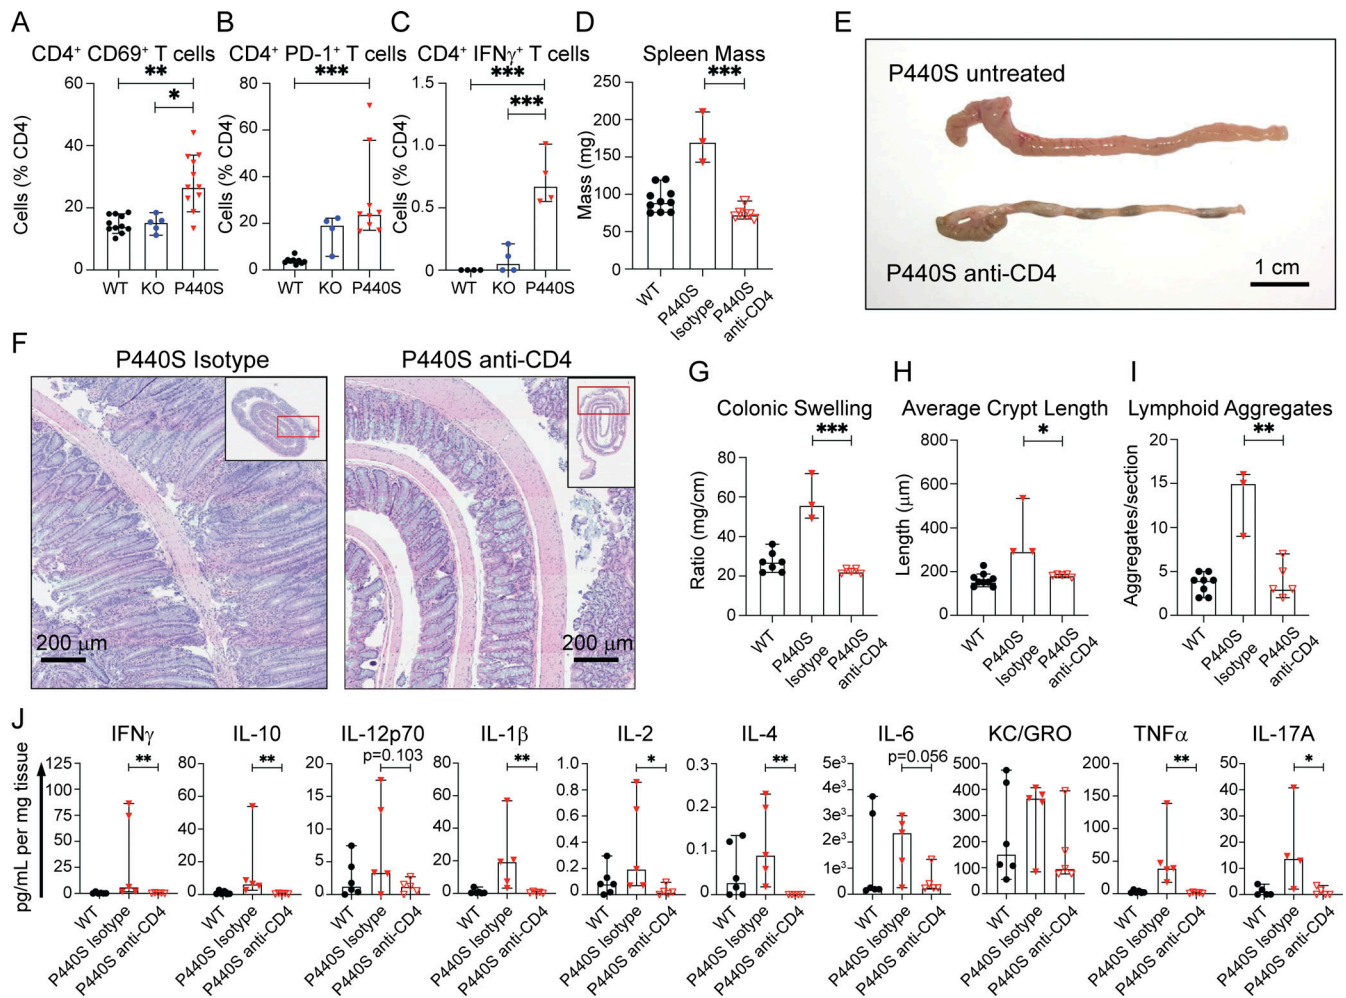 A
CD4⁺ CD69⁺ T cells
**
*
Cells (% CD4)
60
40
20
0
WT
KO
P440S
B
CD4⁺ PD-1⁺ T cells
***
Cells (% CD4)
80
60
40
20
0
WT
KO
P440S
C
CD4⁺ IFNγ⁺ T cells
***
***
Cells (% CD4)
1.5
1.0
0.5
0
WT
KO
P440S
D
Spleen Mass
***
Mass (mg)
250
200
150
100
50
0
WT
P440S Isotype
P440S anti-CD4
E
P440S untreated
P440S anti-CD4
1 cm
F
P440S Isotype
200 μm
P440S anti-CD4
200 μm
G
Colonic Swelling
***
Ratio (mg/cm)
80
60
40
20
0
WT
P440S Isotype
P440S anti-CD4
H
Average Crypt Length
*
Length (μm)
800
600
400
200
0
WT
P440S Isotype
P440S anti-CD4
I
Lymphoid Aggregates
**
Aggregates/section
20
15
10
5
0
WT
P440S Isotype
P440S anti-CD4
J
pg/mL per mg tissue
IFNγ
**
125
100
75
50
25
0
WT
P440S Isotype
P440S anti-CD4
IL-10
**
80
60
40
20
0
WT
P440S Isotype
P440S anti-CD4
IL-12p70
p=0.103
20
15
10
5
0
WT
P440S Isotype
P440S anti-CD4
IL-1β
**
80
60
40
20
0
WT
P440S Isotype
P440S anti-CD4
IL-2
*
1.0
0.8
0.6
0.4
0.2
0.0
WT
P440S Isotype
P440S anti-CD4
IL-4
**
0.3
0.2
0.1
0.0
WT
P440S Isotype
P440S anti-CD4
IL-6
p=0.056
5e³
4e³
3e³
2e³
1e³
0
WT
P440S Isotype
P440S anti-CD4
KC/GRO
500
400
300
200
100
0
WT
P440S Isotype
P440S anti-CD4
TNFα
**
200
150
100
50
0
WT
P440S Isotype
P440S anti-CD4
IL-17A
*
50
40
30
20
10
0
WT
P440S Isotype
P440S anti-CD4